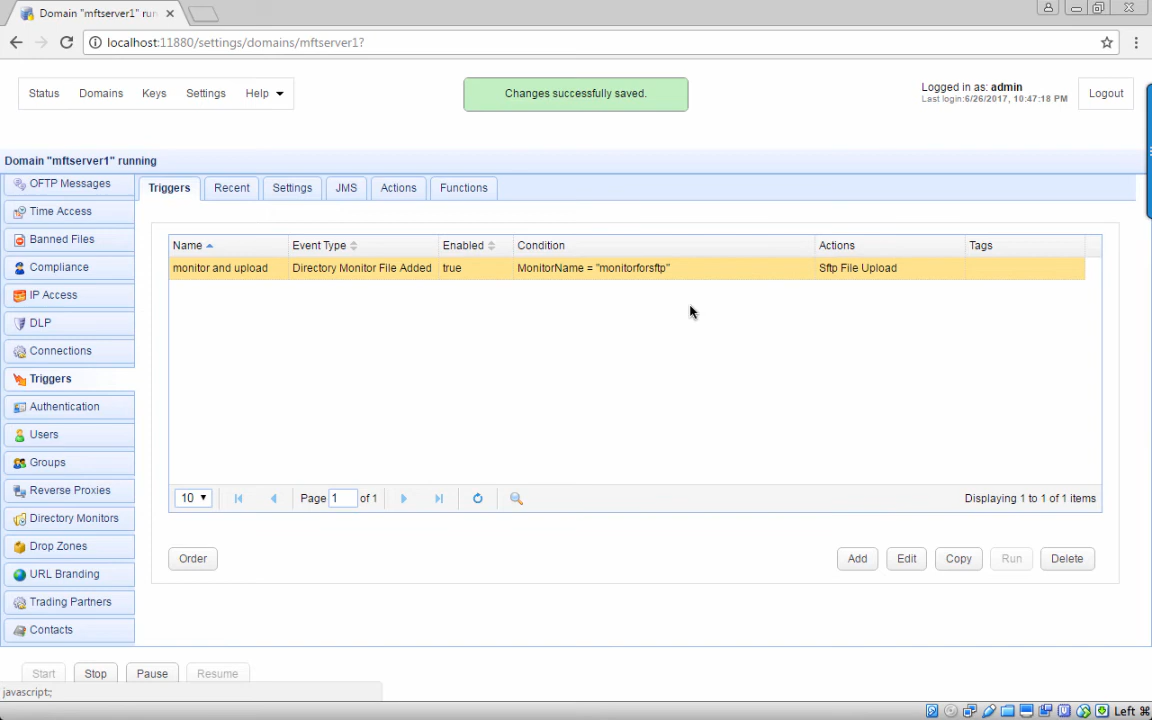 Domain "mftserver1" run
localhost:11880/settings/domains/mftserver1?
Status Domains Keys Settings Help
Changes successfully saved.
Logged in as: admin
Last login:6/26/2017, 10:47:18 PM
Logout
Domain "mftserver1" running
OFTP Messages
Time Access
Banned Files
Compliance
IP Access
DLP
Connections
Triggers
Authentication
Users
Groups
Reverse Proxies
Directory Monitors
Drop Zones
URL Branding
Trading Partners
Contacts
Triggers Recent Settings JMS Actions Functions
Name Event Type Enabled Condition Actions Tags
monitor and upload Directory Monitor File Added true MonitorName = "monitorforsftp" Sftp File Upload
10 Page 1 of 1 Displaying 1 to 1 of 1 items
Order Add Edit Copy Run Delete
Start Stop Pause Resume
javascript:;
Left ⌘